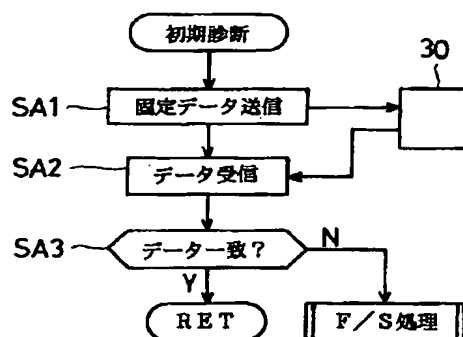 初期診断
30
SA1
固定データ送信
SA2
データ受信
SA3
データ一致?
N
Y
RET
F/S処理